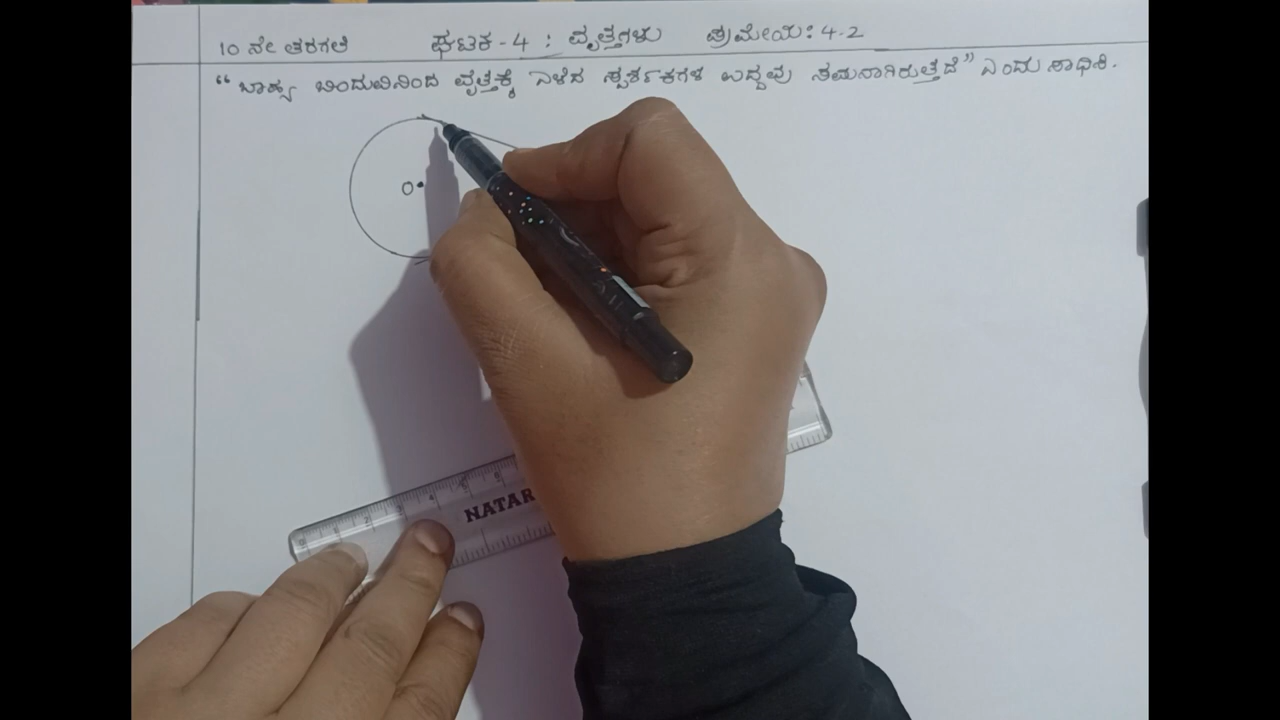 10 ನೇ ತರಗತಿ ಘಟಕ - 4 : ವೃತ್ತಗಳು ಪ್ರಮೇಯ: 4.2
“ ಬಾಹ್ಯ ಬಿಂದುವಿನಿಂದ ವೃತ್ತಕ್ಕೆ ಎಳೆದ ಸ್ಪರ್ಶಕಗಳ ಉದ್ದವು ಸಮನಾಗಿರುತ್ತದೆ” ಎಂದು ಸಾಧಿಸಿ.
O
NATAR